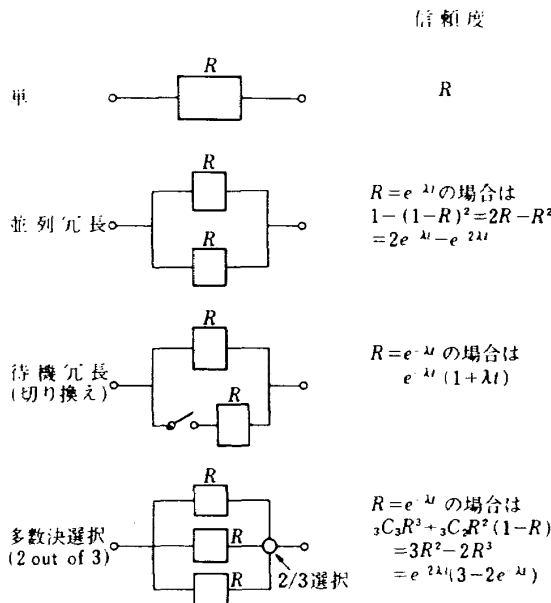 信頼度
R
単
R
R
並列冗長
R
R=e^{-λt}の場合は
1-(1-R)²=2R-R²
=2e^{-λt}-e^{-2λt}
R
待機冗長
(切り換え)
R
R=e^{-λt}の場合は
e^{-λt}(1+λt)
R
多数決選択
(2 out of 3)
R
R
2/3選択
R=e^{-λt}の場合は
₃C₃R³+₃C₂R²(1-R)
=3R²-2R³
=e^{-2λt}(3-2e^{-λt})